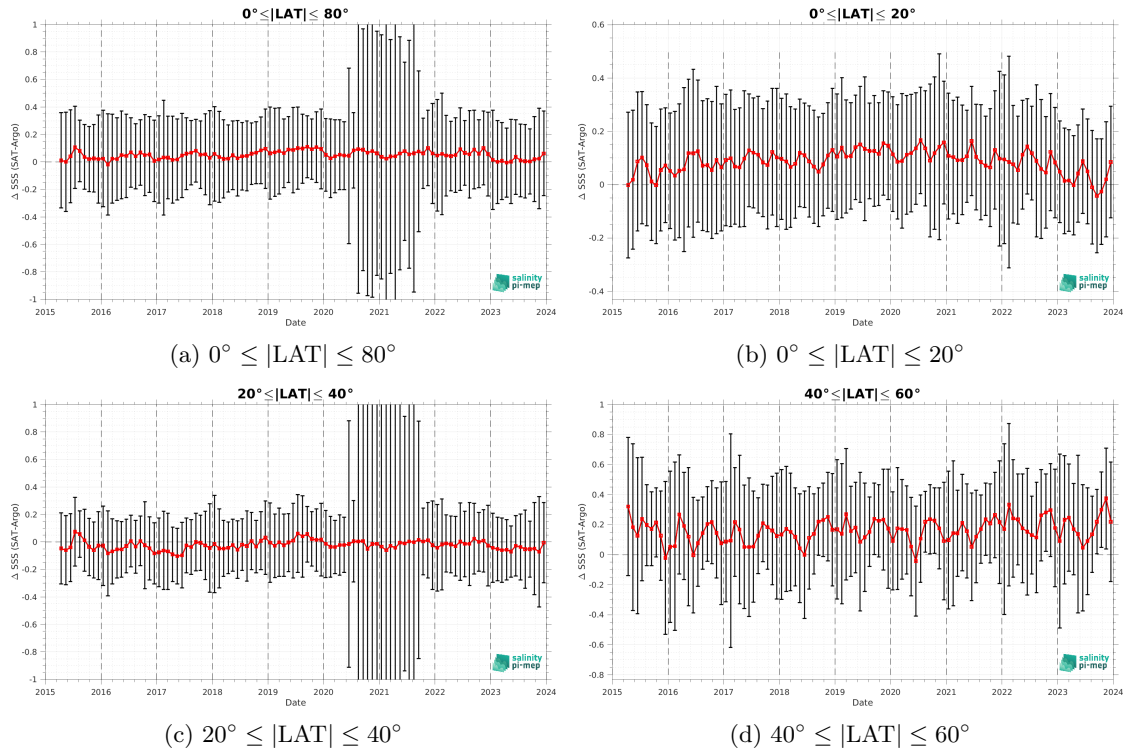 0°≤|LAT|≤ 80°
1
0.8
0.6
0.4
0.2
0
-0.2
-0.4
-0.6
-0.8
-1
Δ SSS (SAT-Argo)
2015 2016 2017 2018 2019 2020 2021 2022 2023 2024
Date
salinity
pi-mep
(a) 0° ≤ |LAT| ≤ 80°
0°≤|LAT|≤ 20°
0.6
0.4
0.2
0
-0.2
-0.4
Δ SSS (SAT-Argo)
2015 2016 2017 2018 2019 2020 2021 2022 2023 2024
Date
salinity
pi-mep
(b) 0° ≤ |LAT| ≤ 20°
20°≤|LAT|≤ 40°
1
0.8
0.6
0.4
0.2
0
-0.2
-0.4
-0.6
-0.8
-1
Δ SSS (SAT-Argo)
2015 2016 2017 2018 2019 2020 2021 2022 2023 2024
Date
salinity
pi-mep
(c) 20° ≤ |LAT| ≤ 40°
40°≤|LAT|≤ 60°
1
0.8
0.6
0.4
0.2
0
-0.2
-0.4
-0.6
-0.8
Δ SSS (SAT-Argo)
2015 2016 2017 2018 2019 2020 2021 2022 2023 2024
Date
salinity
pi-mep
(d) 40° ≤ |LAT| ≤ 60°